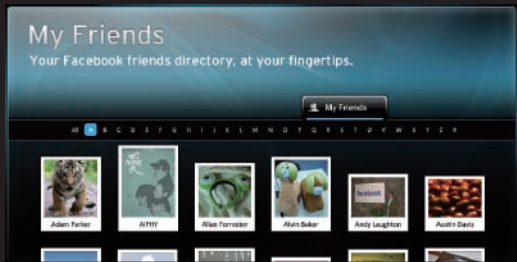 My Friends
Your Facebook friends directory, at your fingertips.
My Friends
All A B C D E F G H I J K L M N O P Q R S T U V W X Y Z #
Adam Parker
Allan Forrester
Alvin Baker
Andy Laughton
Austin Davis
facebook